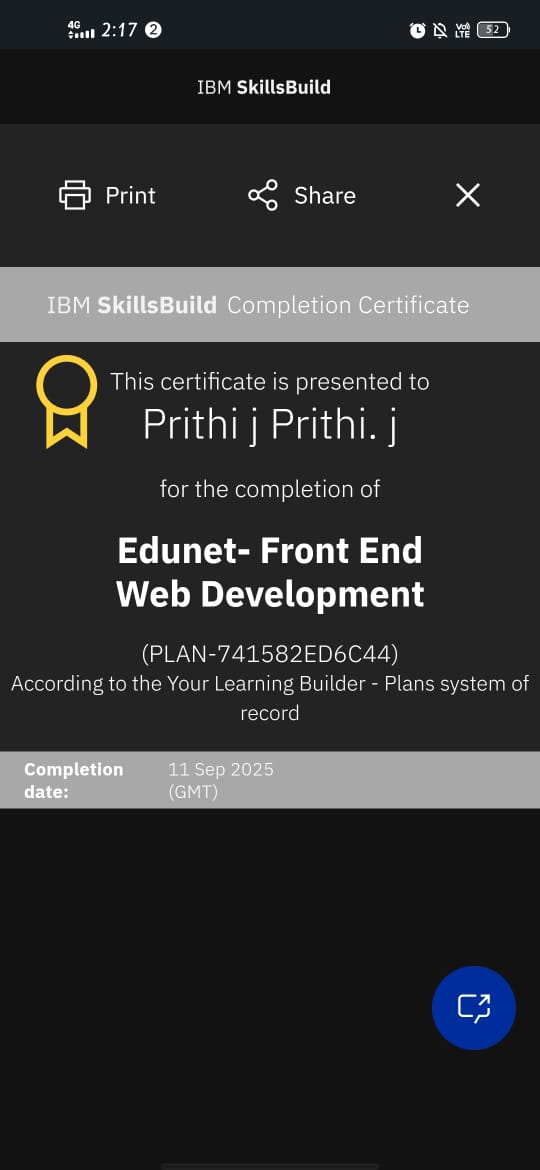 4G 2:17 2 Vo) LTE 52
IBM SkillsBuild
Print Share
IBM SkillsBuild Completion Certificate
This certificate is presented to
Prithi j Prithi. j
for the completion of
Edunet- Front End
Web Development
(PLAN-741582ED6C44)
According to the Your Learning Builder - Plans system of
record
Completion date: 11 Sep 2025 (GMT)